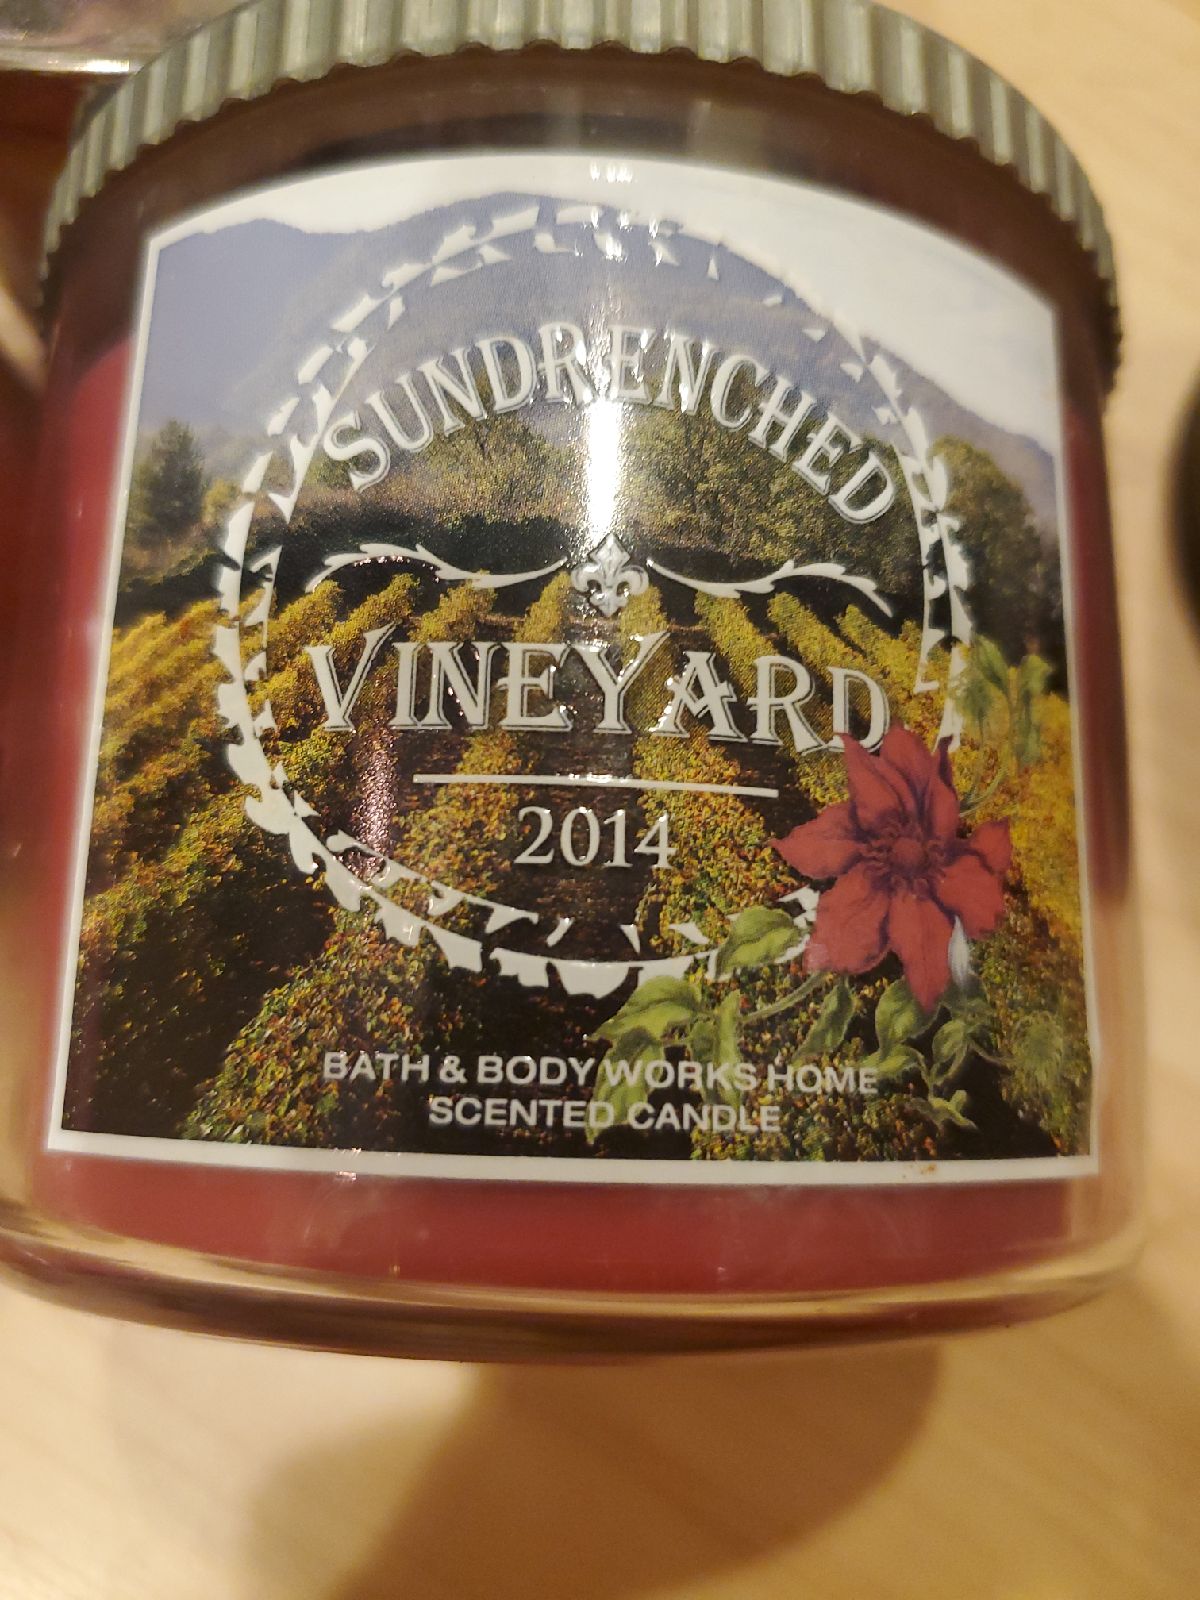 SUNDRENCHED
VINEYARD
2014
BATH & BODY WORKS HOME
SCENTED CANDLE